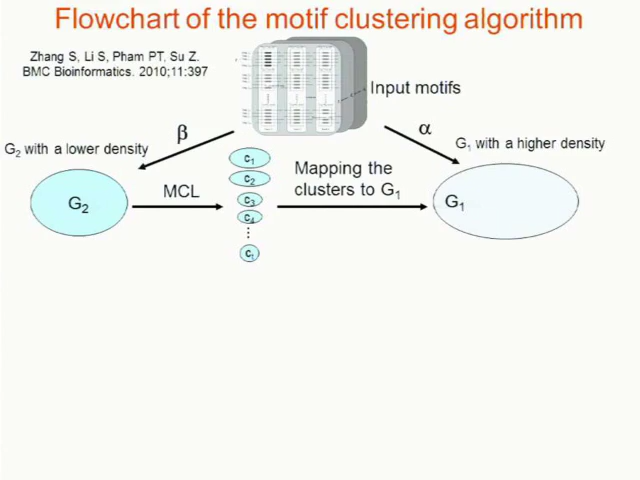 Flowchart of the motif clustering algorithm
Zhang S, Li S, Pham PT, Su Z.
BMC Bioinformatics. 2010;11:397
Input motifs
β
α
G₂ with a lower density
G₁ with a higher density
G₂
MCL
c₁
c₂
c₃
c₄
⋮
Mapping the
clusters to G₁
G₁